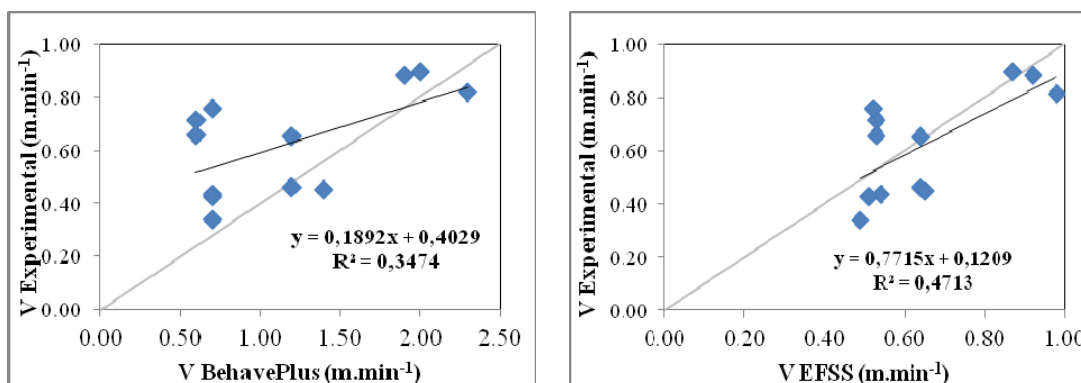 V Experimental (m.min⁻¹)
1.00
0.80
0.60
0.40
0.20
0.00
y = 0,1892x + 0,4029
R² = 0,3474
0.00 0.50 1.00 1.50 2.00 2.50
V BehavePlus (m.min⁻¹)
V Experimental (m.min⁻¹)
1.00
0.80
0.60
0.40
0.20
0.00
y = 0,7715x + 0,1209
R² = 0,4713
0.00 0.20 0.40 0.60 0.80 1.00
V EFSS (m.min⁻¹)